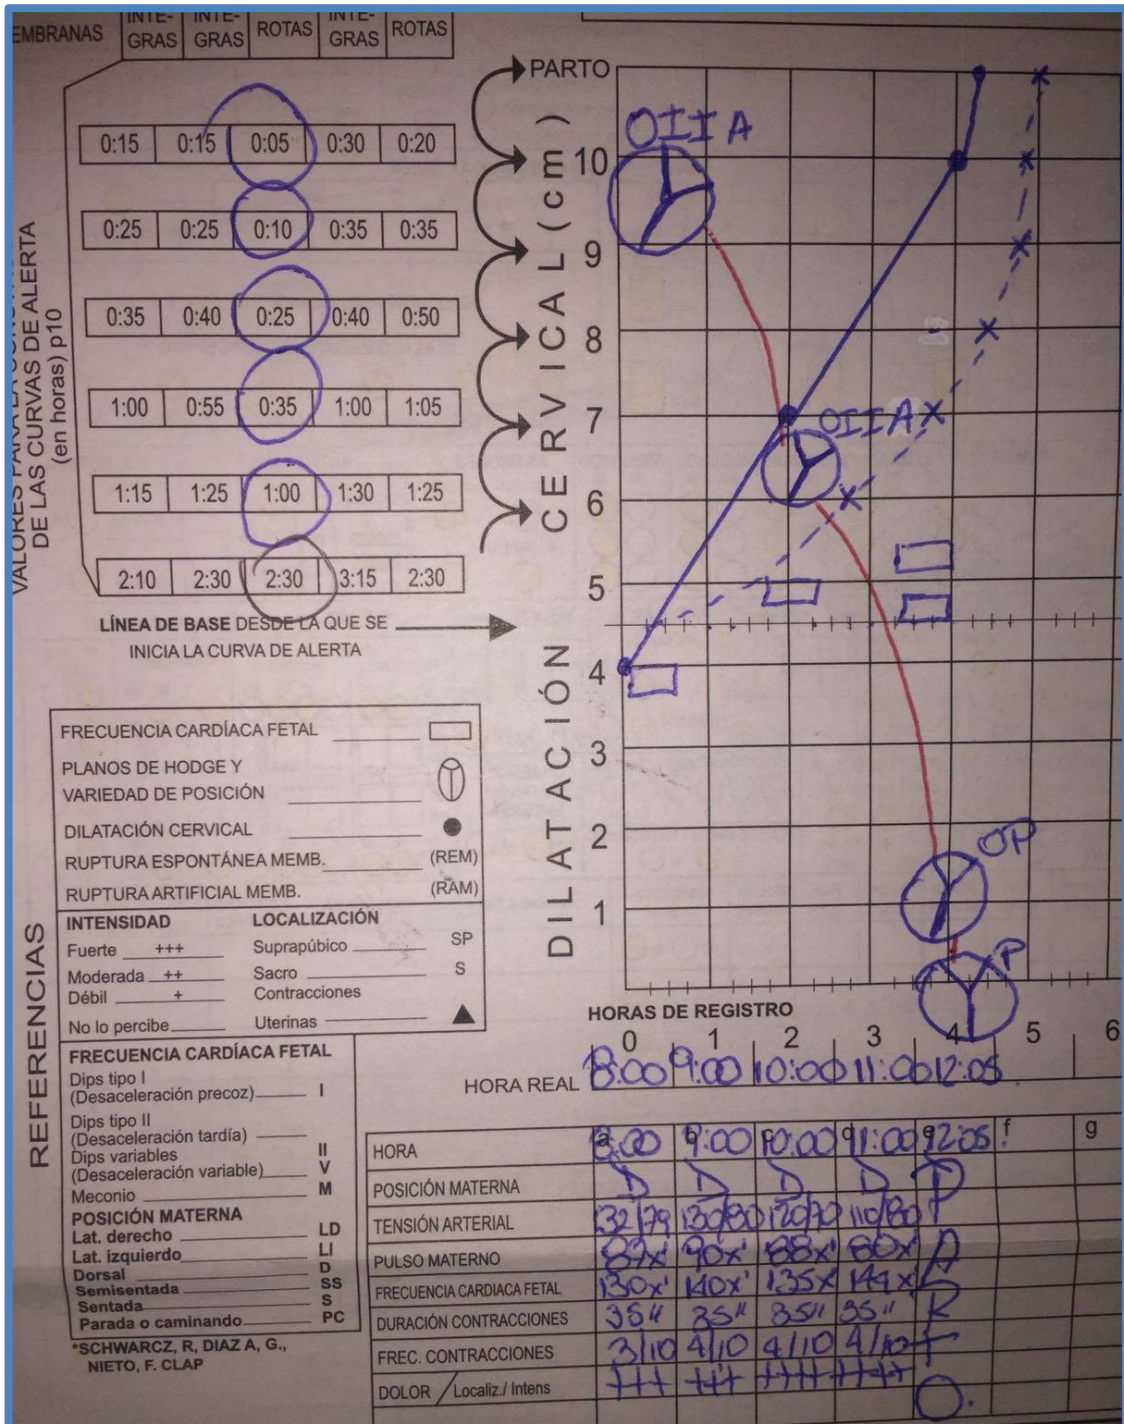 EMBRANAS INTE-GRAS INTE-GRAS ROTAS INTE-GRAS ROTAS
VALORES PARA LA
DE LAS CURVAS DE ALERTA
(en horas) p10
0:15 0:15 0:05 0:30 0:20
0:25 0:25 0:10 0:35 0:35
0:35 0:40 0:25 0:40 0:50
1:00 0:55 0:35 1:00 1:05
1:15 1:25 1:00 1:30 1:25
2:10 2:30 2:30 3:15 2:30
LÍNEA DE BASE DESDE LA QUE SE
INICIA LA CURVA DE ALERTA
DILATACIÓN CERVICAL (cm)
PARTO
10
9
8
7
6
5
4
3
2
1
OIIA
OIIA
OP
P
REFERENCIAS
FRECUENCIA CARDÍACA FETAL
PLANOS DE HODGE Y
VARIEDAD DE POSICIÓN
DILATACIÓN CERVICAL
RUPTURA ESPONTÁNEA MEMB. (REM)
RUPTURA ARTIFICIAL MEMB. (RAM)
INTENSIDAD LOCALIZACIÓN
Fuerte +++ Suprapúbico SP
Moderada ++ Sacro S
Débil + Contracciones
No lo percibe Uterinas
FRECUENCIA CARDÍACA FETAL
Dips tipo I
(Desaceleración precoz) I
Dips tipo II
(Desaceleración tardía) II
Dips variables
(Desaceleración variable) V
Meconio M
POSICIÓN MATERNA
Lat. derecho LD
Lat. izquierdo LI
Dorsal D
Semisentada SS
Sentada S
Parada o caminando PC
*SCHWARCZ, R, DIAZ A, G.,
NIETO, F. CLAP
HORAS DE REGISTRO
0 1 2 3 4 5 6
HORA REAL 8:00 9:00 10:00 11:00 12:05
HORA a 8:00 b 9:00 c 10:00 d 11:00 e 12:05 f g
POSICIÓN MATERNA D D D D P
TENSIÓN ARTERIAL 132/79 130/80 120/70 110/80
PULSO MATERNO 89x' 90x' 88x' 80x' A
FRECUENCIA CARDIACA FETAL 130x' 140x' 135x' 144x'
DURACIÓN CONTRACCIONES 35" 35" 35" 35" R
FREC. CONTRACCIONES 3/10 4/10 4/10 4/10 T
DOLOR / Localiz./ Intens +++ +++ ++++ ++++ O.